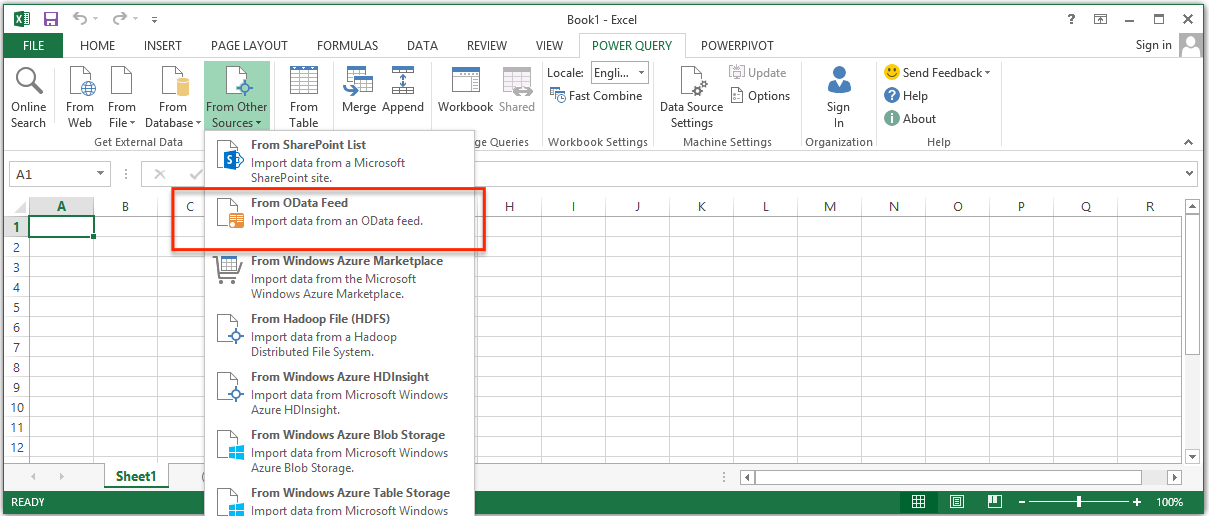 Book1 - Excel
?
FILE HOME INSERT PAGE LAYOUT FORMULAS DATA REVIEW VIEW POWER QUERY POWERPIVOT Sign in
Online Search
From Web
From File
From Database
From Other Sources
From Table
Merge
Append
Workbook
Shared
Locale: Engli...
Fast Combine
Data Source Settings
Update
Options
Sign In
Send Feedback
Help
About
Get External Data
ge Queries
Workbook Settings
Machine Settings
Organization
Help
A1
A B C H I J K L M N O P Q R
1
2
3
4
5
6
7
8
9
10
11
12
From SharePoint List
Import data from a Microsoft
SharePoint site.
From OData Feed
Import data from an OData feed.
From Windows Azure Marketplace
Import data from the Microsoft
Windows Azure Marketplace.
From Hadoop File (HDFS)
Import data from a Hadoop
Distributed File System.
From Windows Azure HDInsight
Import data from Microsoft Windows
Azure HDInsight.
From Windows Azure Blob Storage
Import data from Microsoft Windows
Azure Blob Storage.
From Windows Azure Table Storage
Import data from Microsoft Windows
Sheet1
READY
100%